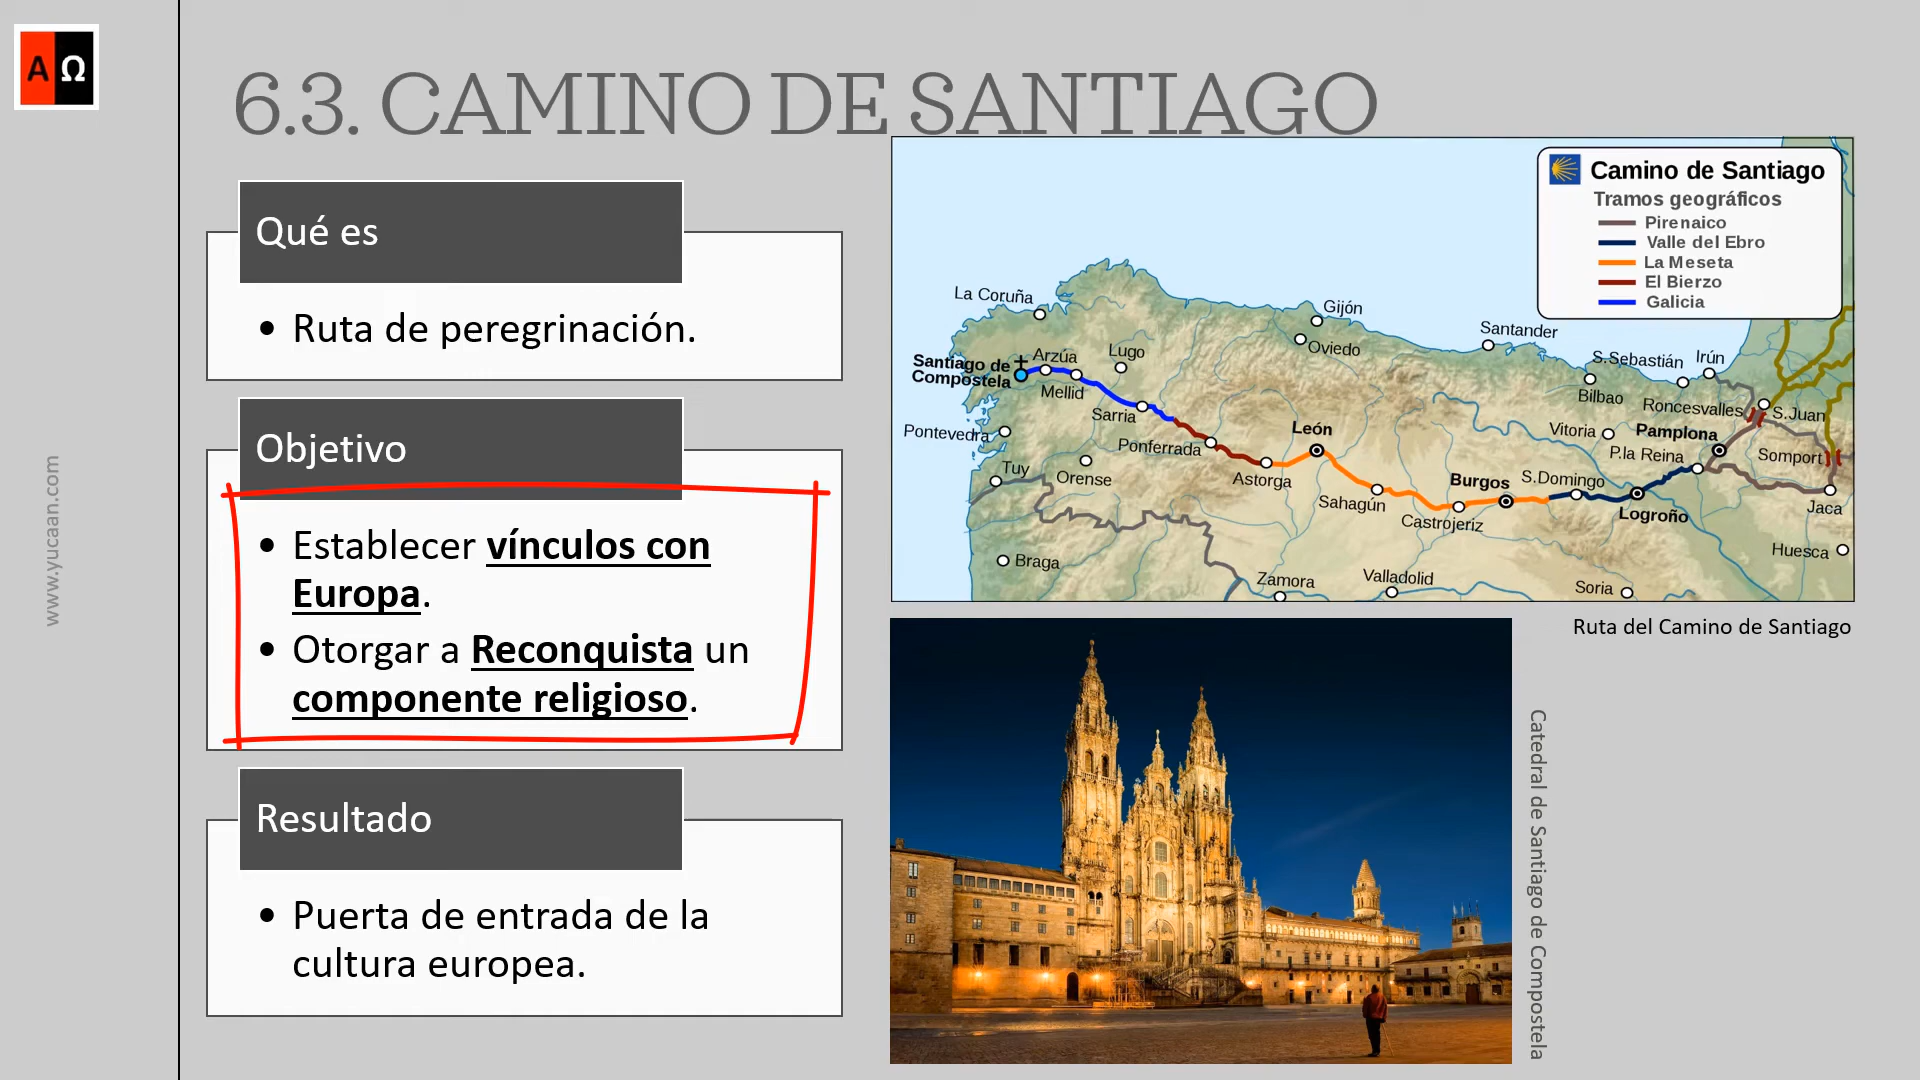 A Ω
www.yucaan.com
6.3. CAMINO DE SANTIAGO
Qué es
• Ruta de peregrinación.
Objetivo
• Establecer vínculos con
Europa.
• Otorgar a Reconquista un
componente religioso.
Resultado
• Puerta de entrada de la
cultura europea.
Camino de Santiago
Tramos geográficos
Pirenaico
Valle del Ebro
La Meseta
El Bierzo
Galicia
La Coruña
Gijón
Santander
Oviedo
Santiago de
Compostela
Arzúa
Lugo
S.Sebastián
Irún
Mellid
Bilbao
Roncesvalles
S.Juan
Sarria
Pontevedra
León
Vitoria
Pamplona
Ponferrada
P.la Reina
Somport
Tuy
Orense
Astorga
Burgos
S.Domingo
Sahagún
Castrojeriz
Logroño
Jaca
Huesca
Braga
Zamora
Valladolid
Soria
Ruta del Camino de Santiago
Catedral de Santiago de Compostela